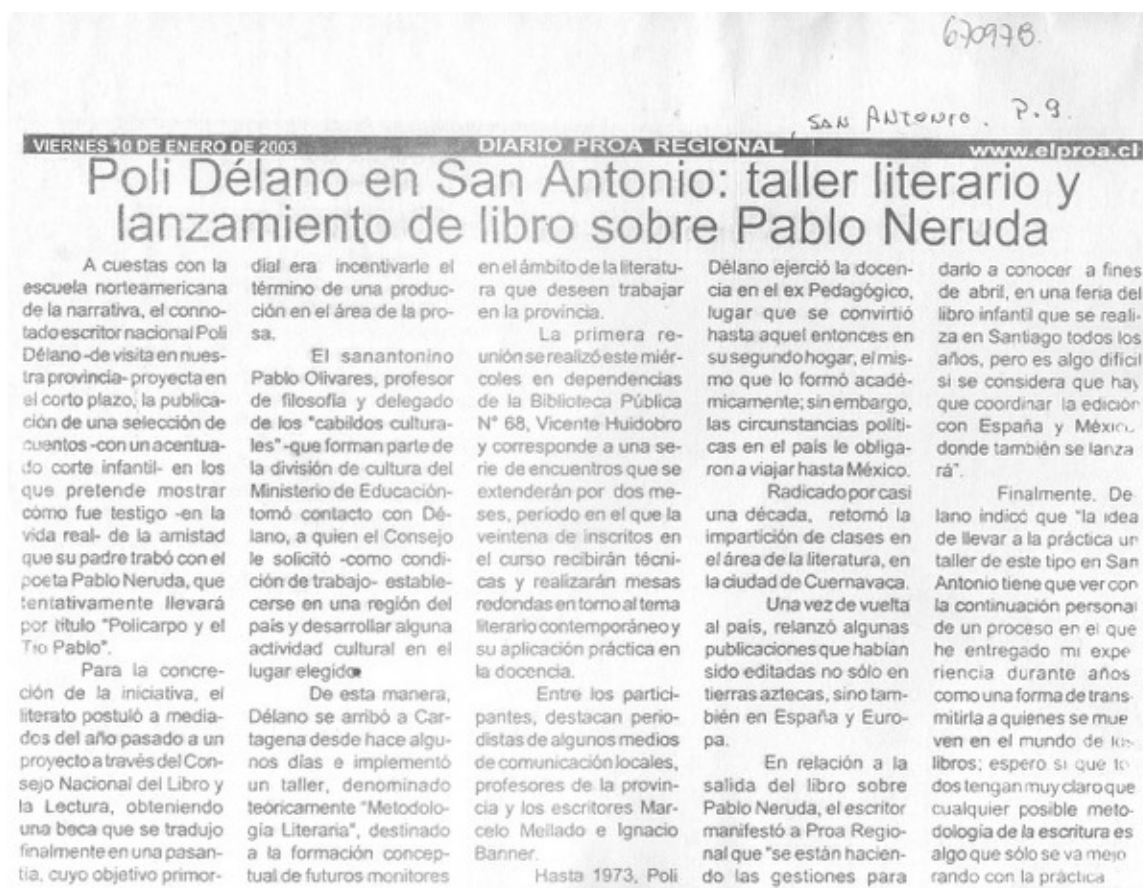 670978.
SAN ANTONIO. P.9.
VIERNES 10 DE ENERO DE 2003 DIARIO PROA REGIONAL www.elproa.cl
Poli Délano en San Antonio: taller literario y
lanzamiento de libro sobre Pablo Neruda
A cuestas con la
escuela norteamericana
de la narrativa, el conno-
tado escritor nacional Poli
Délano -de visita en nues-
tra provincia- proyecta en
el corto plazo, la publica-
ción de una selección de
cuentos -con un acentua-
do corte infantil- en los
que pretende mostrar
cómo fue testigo -en la
vida real- de la amistad
que su padre trabó con el
poeta Pablo Neruda, que
tentativamente llevará
por título "Policarpo y el
Tío Pablo".
Para la concre-
ción de la iniciativa, el
literato postuló a media-
dos del año pasado a un
proyecto a través del Con-
sejo Nacional del Libro y
la Lectura, obteniendo
una beca que se tradujo
finalmente en una pasan-
tía, cuyo objetivo primor-
dial era incentivarle el
término de una produc-
ción en el área de la pro-
sa.
El sanantonino
Pablo Olivares, profesor
de filosofía y delegado
de los "cabildos cultura-
les" -que forman parte de
la división de cultura del
Ministerio de Educación-
tomó contacto con Dé-
lano, a quien el Consejo
le solicitó -como condi-
ción de trabajo- estable-
cerse en una región del
país y desarrollar alguna
actividad cultural en el
lugar elegido
De esta manera,
Délano se arribó a Car-
tagena desde hace algu-
nos días e implementó
un taller, denominado
teóricamente "Metodolo-
gía Literaria", destinado
a la formación concep-
tual de futuros monitores
en el ámbito de la literatu-
ra que deseen trabajar
en la provincia.
La primera re-
unión se realizó este miér-
coles en dependencias
de la Biblioteca Pública
N° 68, Vicente Huidobro
y corresponde a una se-
rie de encuentros que se
extenderán por dos me-
ses, período en el que la
veintena de inscritos en
el curso recibirán técni-
cas y realizarán mesas
redondas en torno al tema
literario contemporáneo y
su aplicación práctica en
la docencia.
Entre los partici-
pantes, destacan perio-
distas de algunos medios
de comunicación locales,
profesores de la provin-
cia y los escritores Mar-
celo Mellado e Ignacio
Banner.
Hasta 1973, Poli
Délano ejerció la docen-
cia en el ex Pedagógico,
lugar que se convirtió
hasta aquel entonces en
su segundo hogar, el mis-
mo que lo formó acadé-
micamente; sin embargo,
las circunstancias políti-
cas en el país le obliga-
ron a viajar hasta México.
Radicado por casi
una década, retomó la
impartición de clases en
el área de la literatura, en
la ciudad de Cuernavaca.
Una vez de vuelta
al país, relanzó algunas
publicaciones que habían
sido editadas no sólo en
tierras aztecas, sino tam-
bién en España y Euro-
pa.
En relación a la
salida del libro sobre
Pablo Neruda, el escritor
manifestó a Proa Regio-
nal que "se están hacien-
do las gestiones para
darlo a conocer a fines
de abril, en una feria del
libro infantil que se reali-
za en Santiago todos los
años, pero es algo difícil
si se considera que hay
que coordinar la edición
con España y México,
donde también se lanza
rá".
Finalmente, De
lano indicó que "la idea
de llevar a la práctica un
taller de este tipo en San
Antonio tiene que ver con
la continuación personal
de un proceso en el que
he entregado mi expe
riencia durante años
como una forma de trans
mitirla a quienes se mue
ven en el mundo de los
libros; espero si que to
dos tengan muy claro que
cualquier posible meto-
dología de la escritura es
algo que sólo se va mejo
rando con la práctica